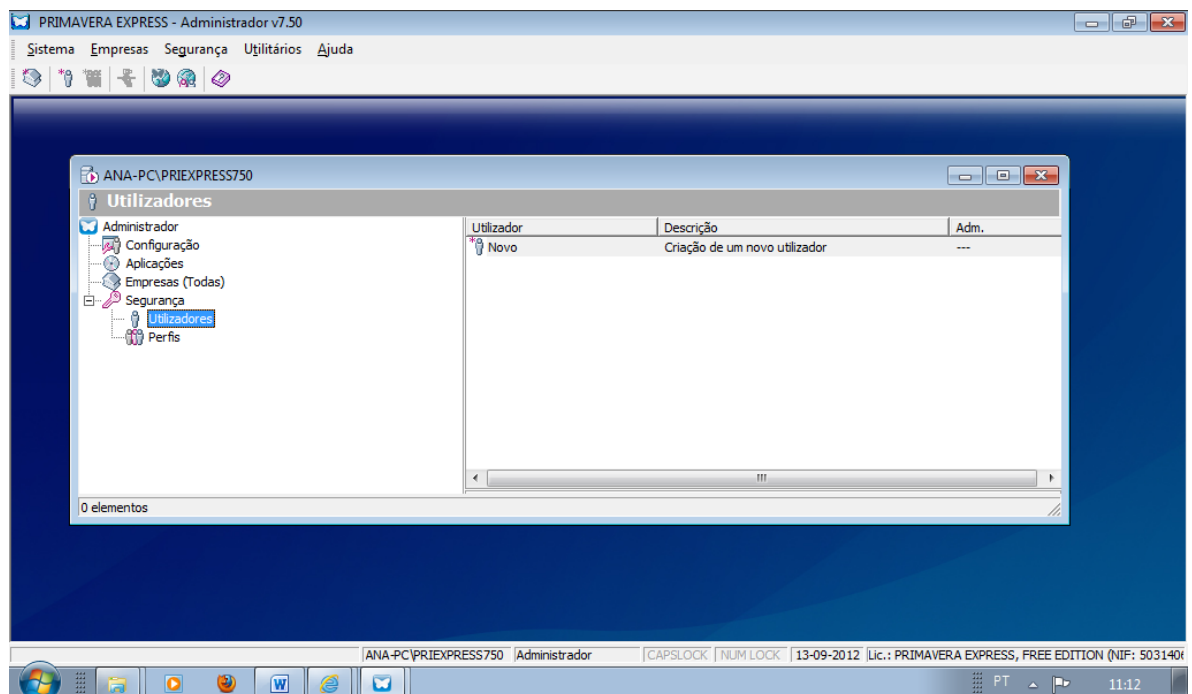 PRIMAVERA EXPRESS - Administrador v7.50
Sistema Empresas Segurança Utilitários Ajuda
ANA-PC\PRIEXPRESS750
Utilizadores
Administrador
Configuração
Aplicações
Empresas (Todas)
Segurança
Utilizadores
Perfis
Utilizador Descrição Adm.
Novo Criação de um novo utilizador ---
0 elementos
ANA-PC\PRIEXPRESS750 Administrador CAPSLOCK NUM LOCK 13-09-2012 Lic.: PRIMAVERA EXPRESS, FREE EDITION (NIF: 503140
PT 11:12